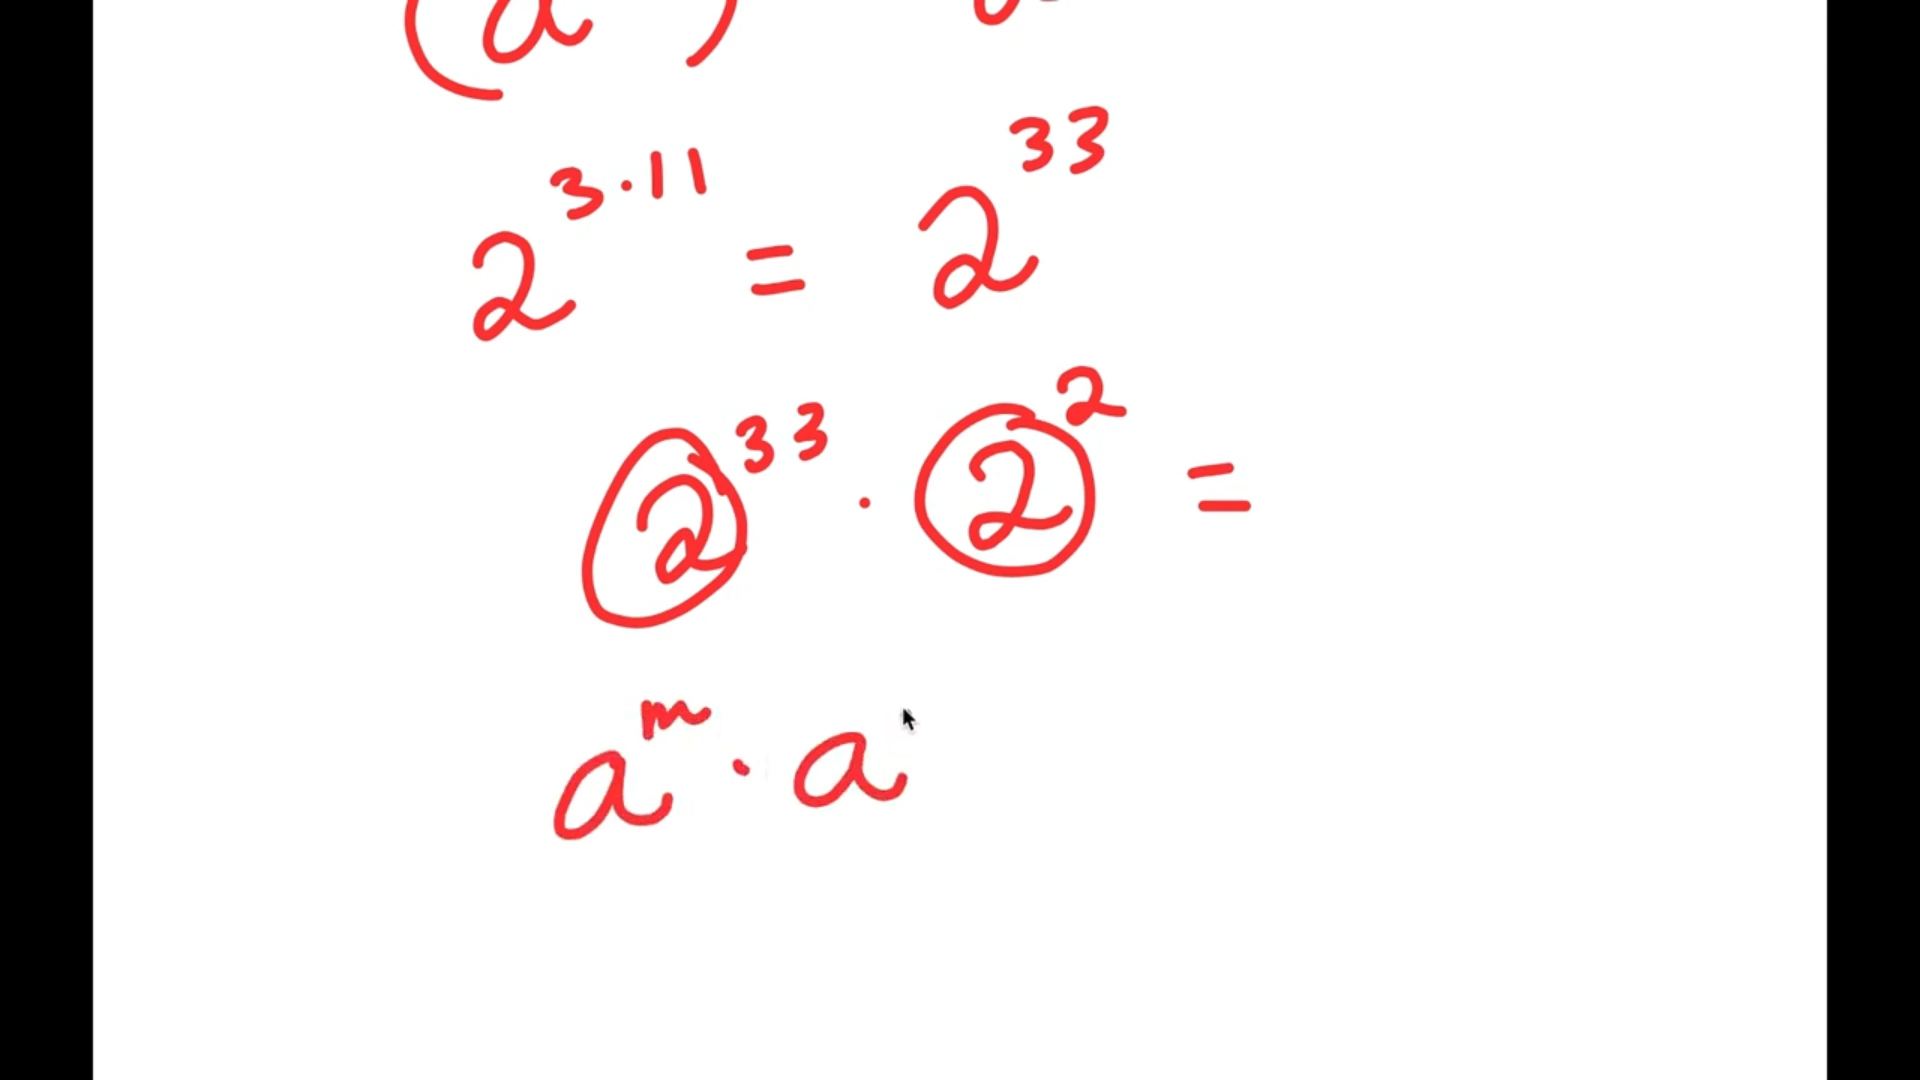 (a )
2^{3·11} = 2^{33}
2^{33} · 2^{2} =
a^{m} · a